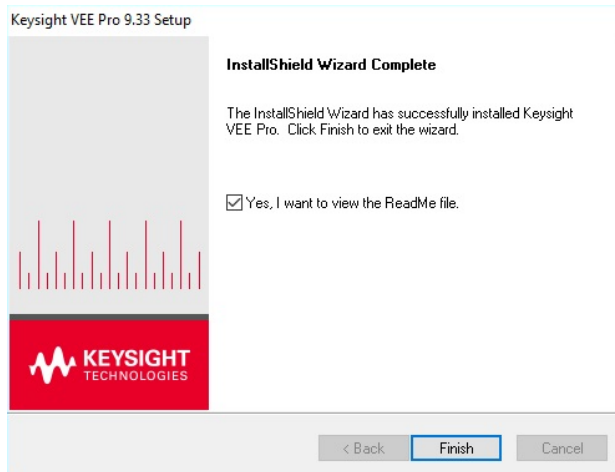 Keysight VEE Pro 9.33 Setup
InstallShield Wizard Complete
The InstallShield Wizard has successfully installed Keysight
VEE Pro. Click Finish to exit the wizard.
Yes, I want to view the ReadMe file.
KEYSIGHT
TECHNOLOGIES
< Back
Finish
Cancel